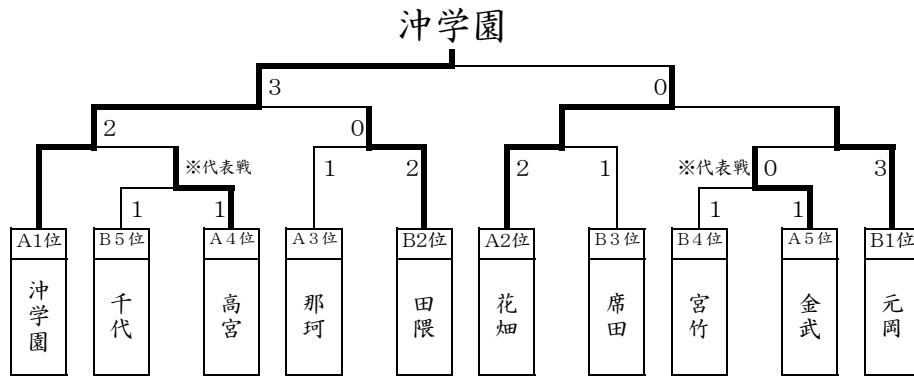 沖学園
3 0
2 0
※代表戦 1 2 2 1 ※代表戦 0 3
1 1 1 1
A1位 B5位 A4位 A3位 B2位 A2位 B3位 B4位 A5位 B1位
沖学園 千代 高宮 那珂 田隈 花畑 席田 宮竹 金武 元岡